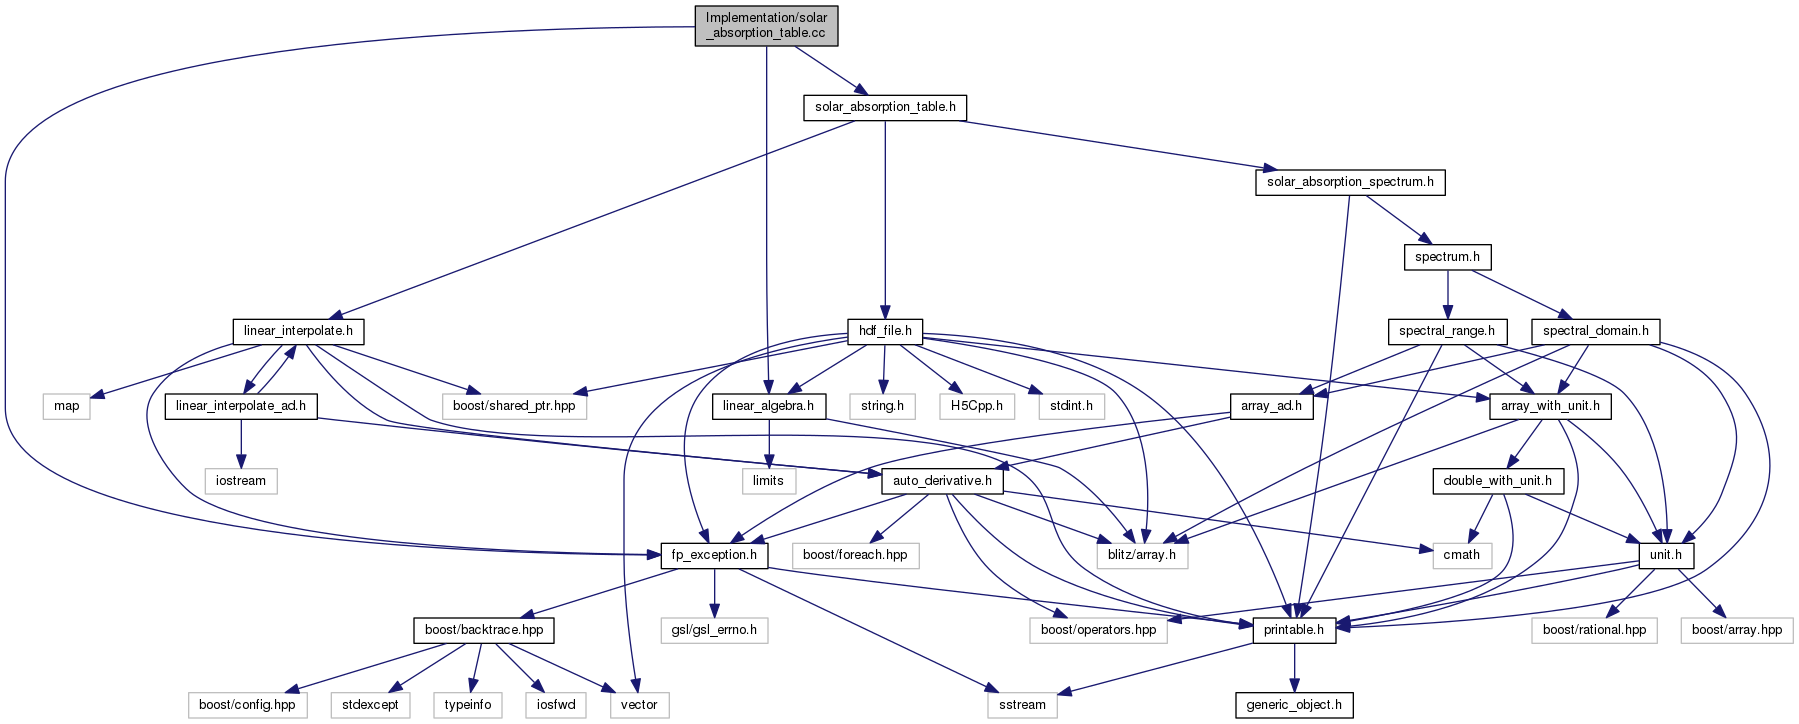 Implementation/solar
_absorption_table.cc
solar_absorption_table.h
solar_absorption_spectrum.h
spectrum.h
linear_interpolate.h
hdf_file.h
spectral_range.h
spectral_domain.h
map
linear_interpolate_ad.h
boost/shared_ptr.hpp
linear_algebra.h
string.h
H5Cpp.h
stdint.h
array_ad.h
array_with_unit.h
iostream
limits
auto_derivative.h
double_with_unit.h
fp_exception.h
boost/foreach.hpp
blitz/array.h
cmath
unit.h
boost/backtrace.hpp
gsl/gsl_errno.h
boost/operators.hpp
printable.h
boost/rational.hpp
boost/array.hpp
boost/config.hpp
stdexcept
typeinfo
iosfwd
vector
sstream
generic_object.h